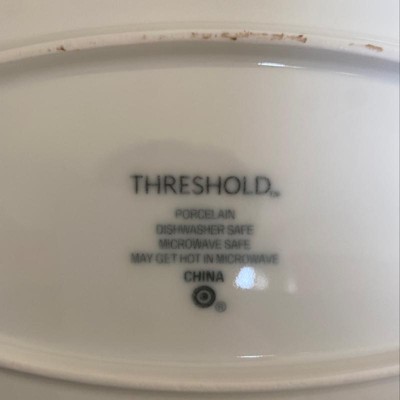 THRESHOLD™
PORCELAIN
DISHWASHER SAFE
MICROWAVE SAFE
MAY GET HOT IN MICROWAVE
CHINA
®